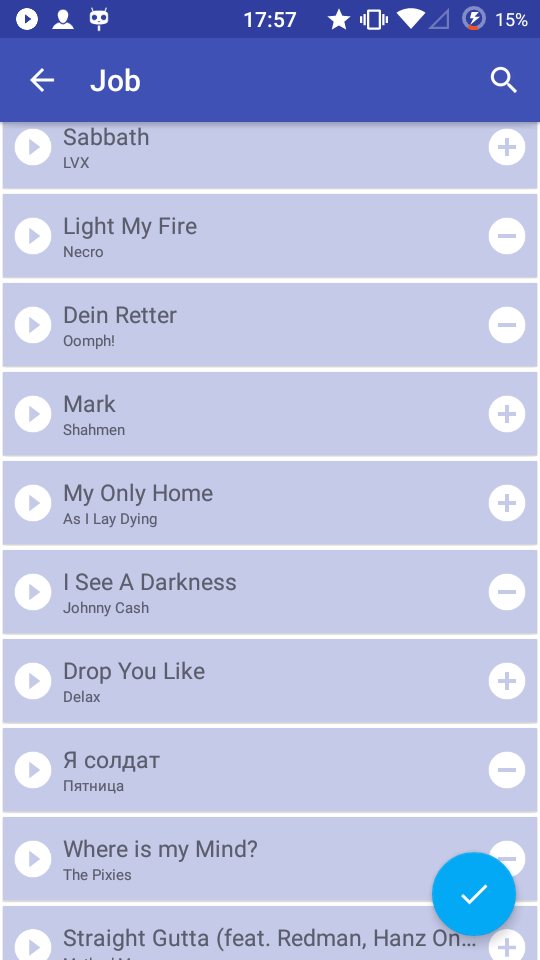 17:57
15%
Job
Sabbath
LVX
Light My Fire
Necro
Dein Retter
Oomph!
Mark
Shahmen
My Only Home
As I Lay Dying
I See A Darkness
Johnny Cash
Drop You Like
Delax
Я солдат
Пятница
Where is my Mind?
The Pixies
Straight Gutta (feat. Redman, Hanz On...